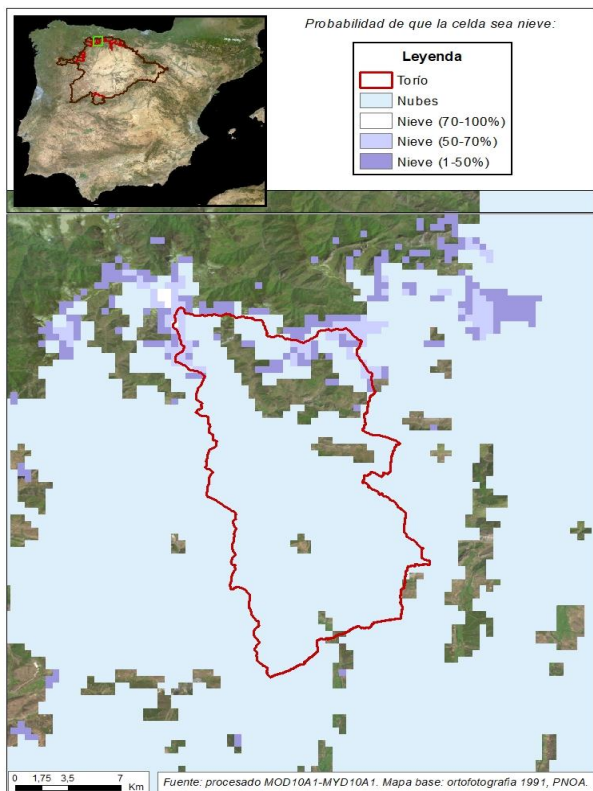 Probabilidad de que la celda sea nieve:
Leyenda
Torío
Nubes
Nieve (70-100%)
Nieve (50-70%)
Nieve (1-50%)
0 1,75 3,5 7
Km
Fuente: procesado MOD10A1-MYD10A1. Mapa base: ortofotografía 1991, PNOA.